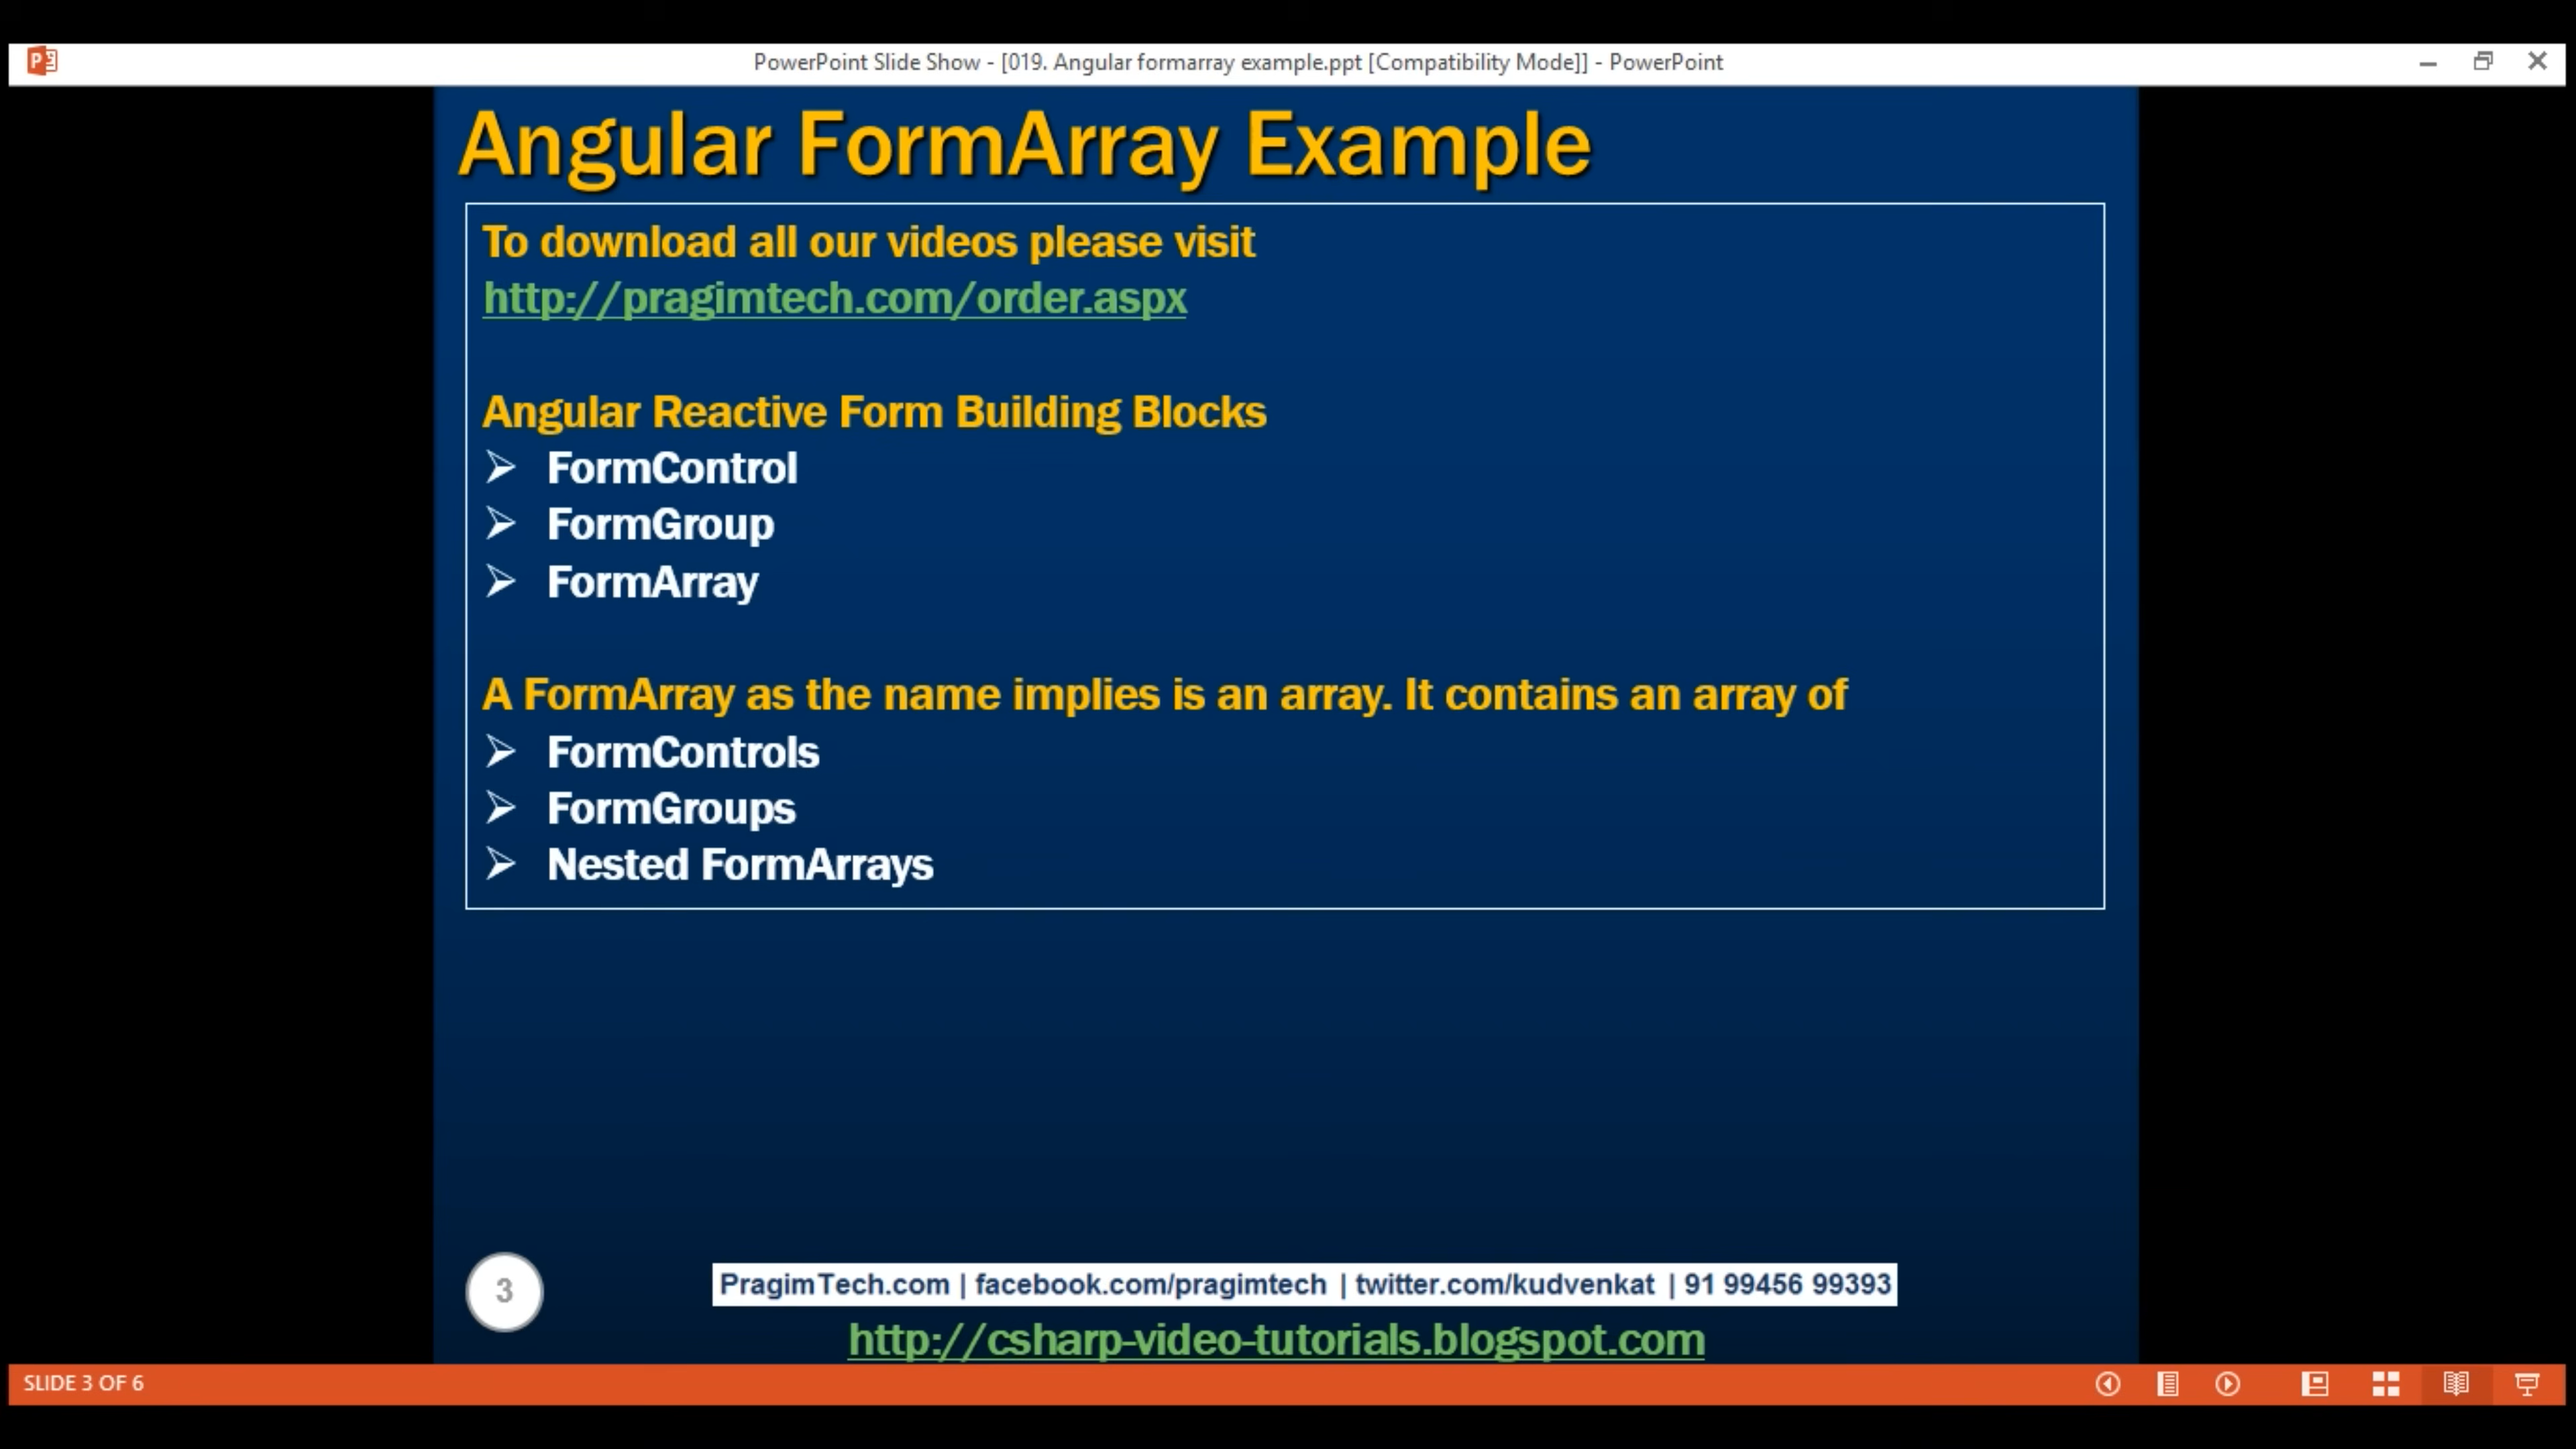 PowerPoint Slide Show - [019. Angular formarray example.ppt [Compatibility Mode]] - PowerPoint
Angular FormArray Example
To download all our videos please visit
http://pragimtech.com/order.aspx
Angular Reactive Form Building Blocks
➢ FormControl
➢ FormGroup
➢ FormArray
A FormArray as the name implies is an array. It contains an array of
➢ FormControls
➢ FormGroups
➢ Nested FormArrays
3
PragimTech.com | facebook.com/pragimtech | twitter.com/kudvenkat | 91 99456 99393
http://csharp-video-tutorials.blogspot.com
SLIDE 3 OF 6